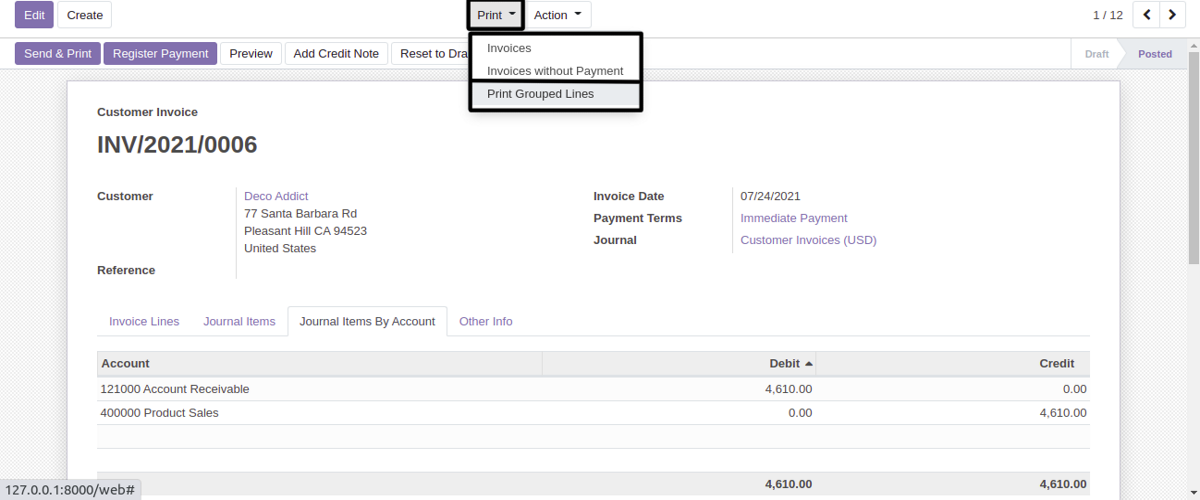 Edit Create Print Action 1 / 12
Invoices
Send & Print Register Payment Preview Add Credit Note Reset to Dra Draft Posted
Invoices without Payment
Print Grouped Lines
Customer Invoice
INV/2021/0006
Customer Deco Addict Invoice Date 07/24/2021
77 Santa Barbara Rd
Pleasant Hill CA 94523 Payment Terms Immediate Payment
United States Journal Customer Invoices (USD)
Reference
Invoice Lines Journal Items Journal Items By Account Other Info
Account Debit Credit
121000 Account Receivable 4,610.00 0.00
400000 Product Sales 0.00 4,610.00
4,610.00 4,610.00
127.0.0.1:8000/web#